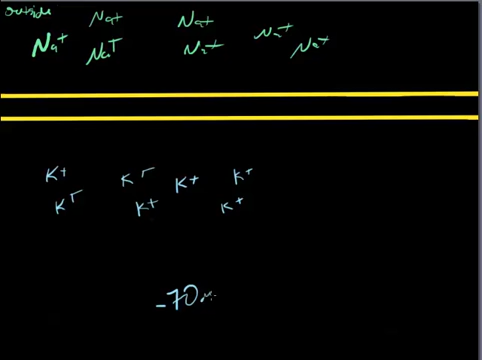 outside
Na+ Na+
Na+ Na+ Na+ Na+ Na+
K+ K+ K+ K+
K+ K+ K+
-70